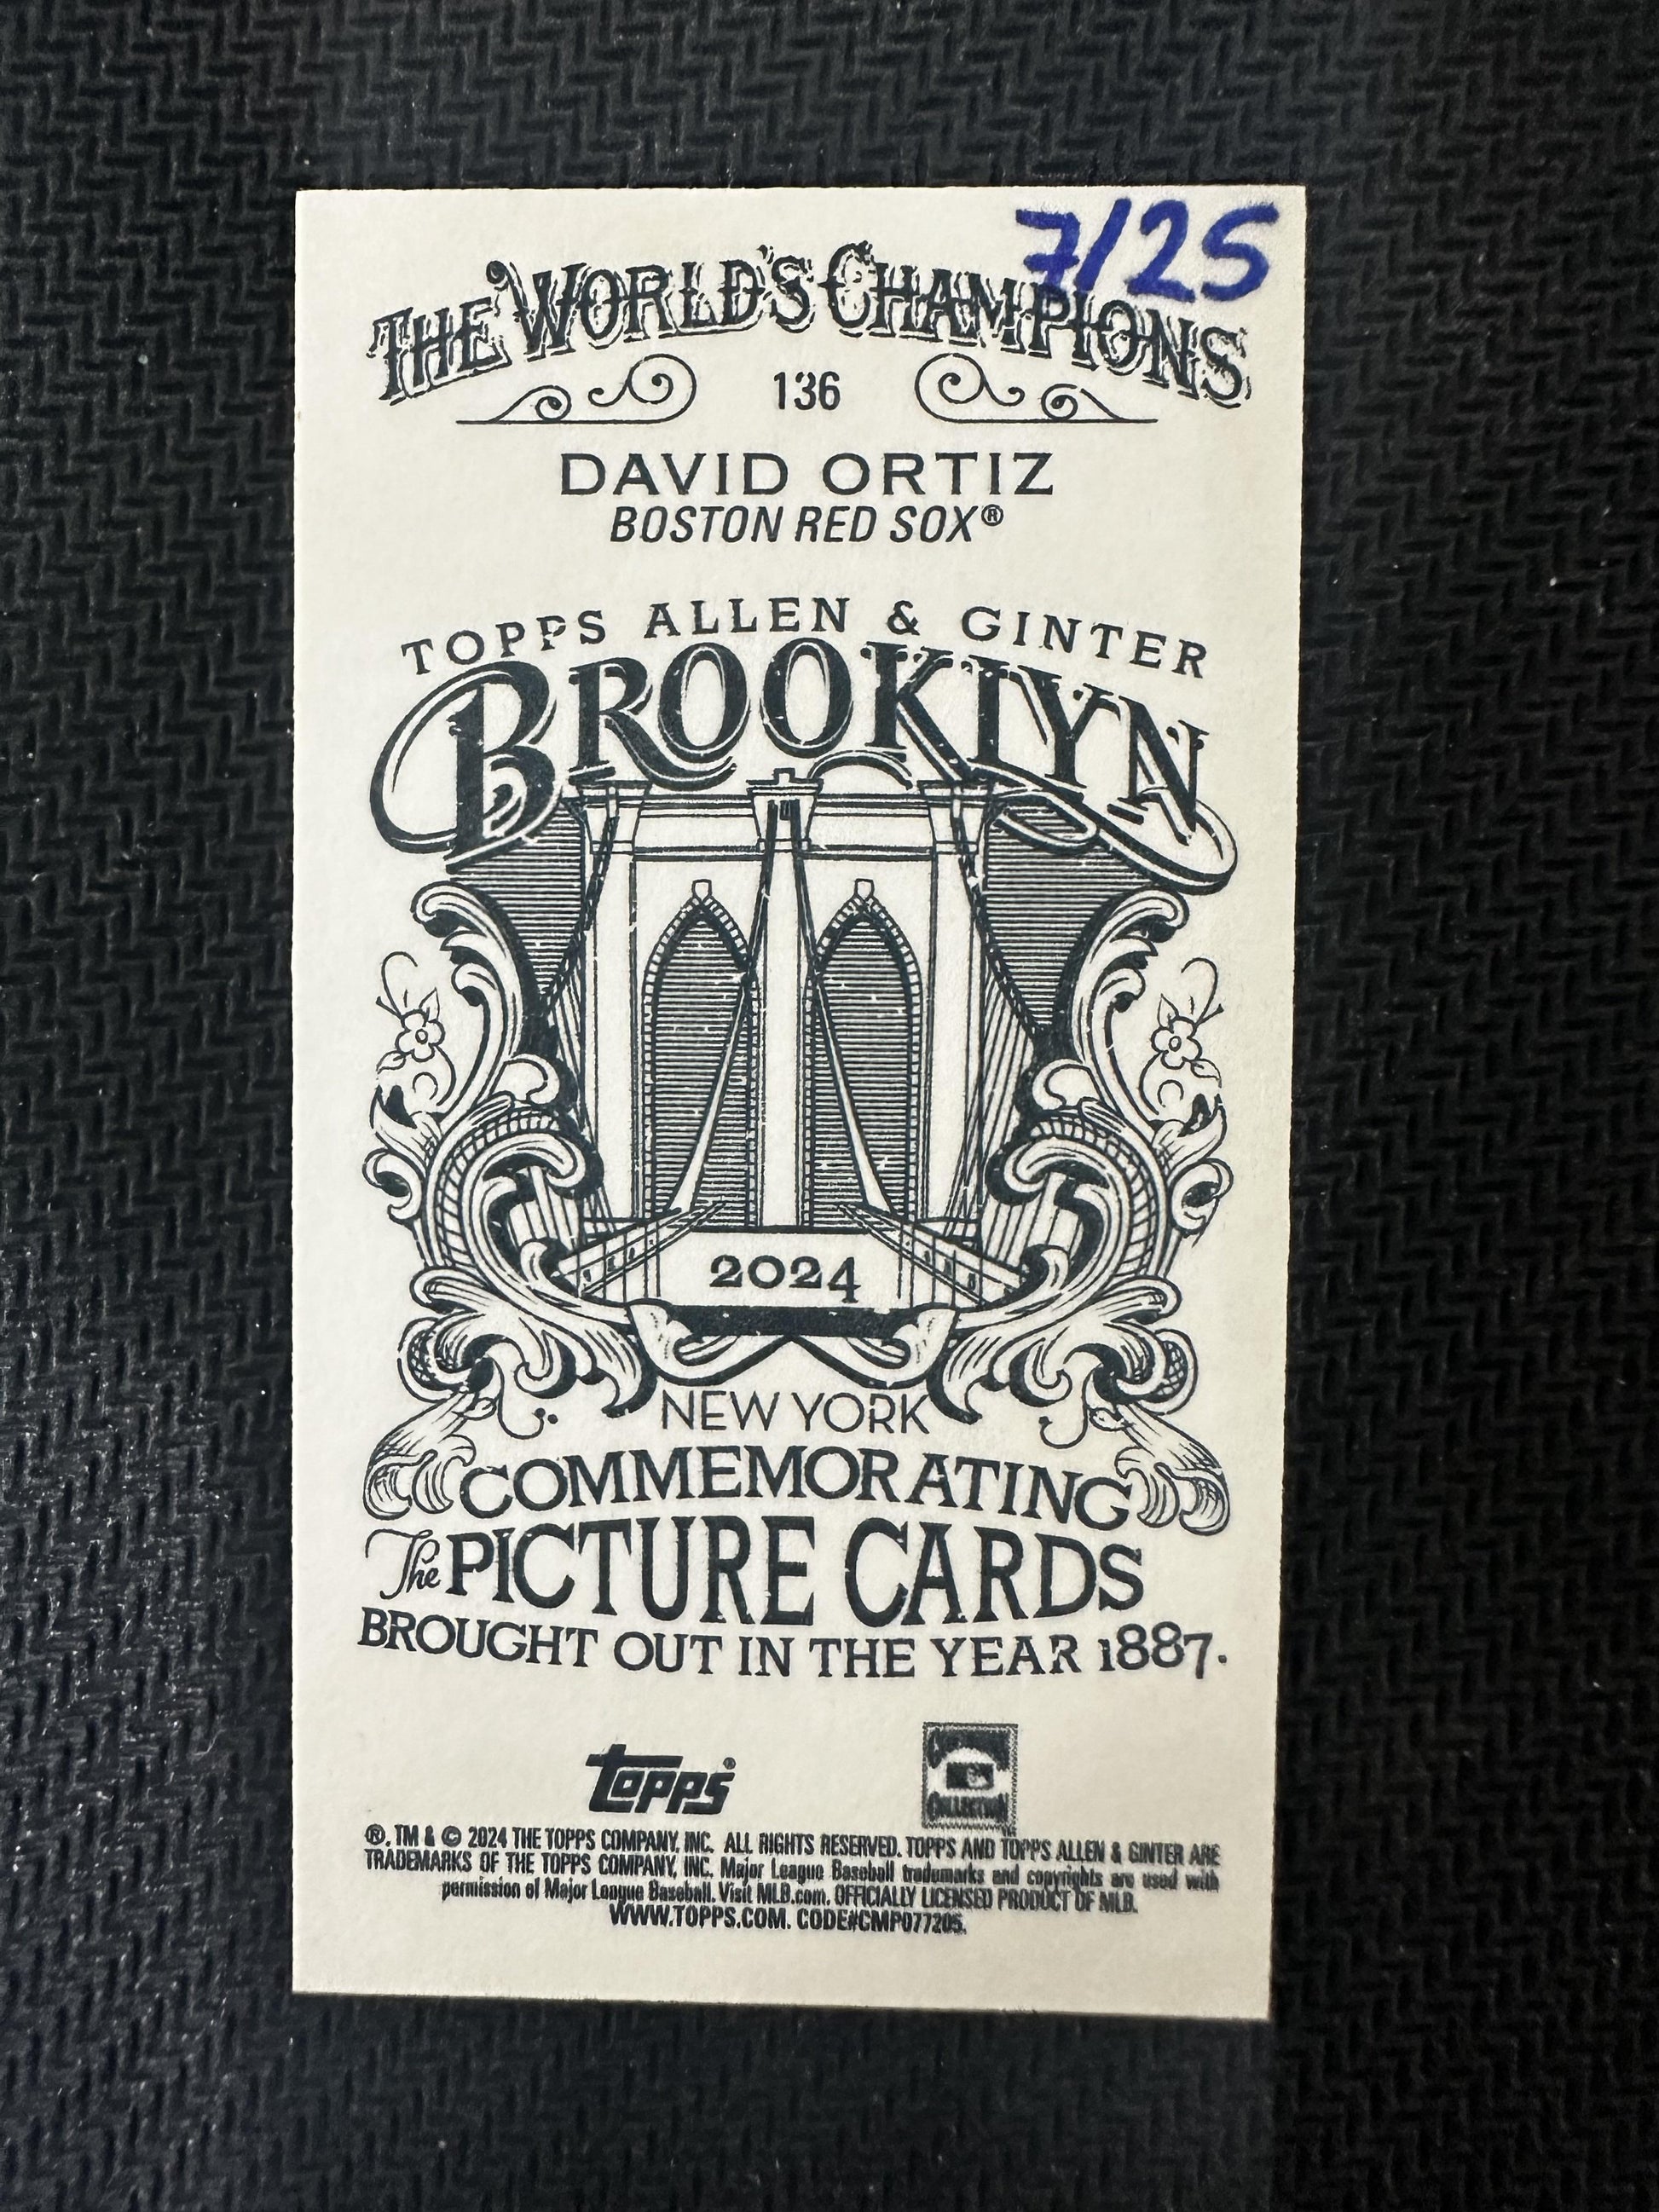 7/25
THE WORLD'S CHAMPIONS
136
DAVID ORTIZ
BOSTON RED SOX®
TOPPS ALLEN & GINTER
BROOKLYN
2024
NEW YORK
COMMEMORATING
The PICTURE CARDS
BROUGHT OUT IN THE YEAR 1887.
topps®
COLLECTION
®, TM & © 2024 THE TOPPS COMPANY, INC. ALL RIGHTS RESERVED. TOPPS AND TOPPS ALLEN & GINTER ARE
TRADEMARKS OF THE TOPPS COMPANY, INC. Major League Baseball trademarks and copyrights are used with
permission of Major League Baseball. Visit MLB.com. OFFICIALLY LICENSED PRODUCT OF MLB.
WWW.TOPPS.COM. CODE#CMP077205.